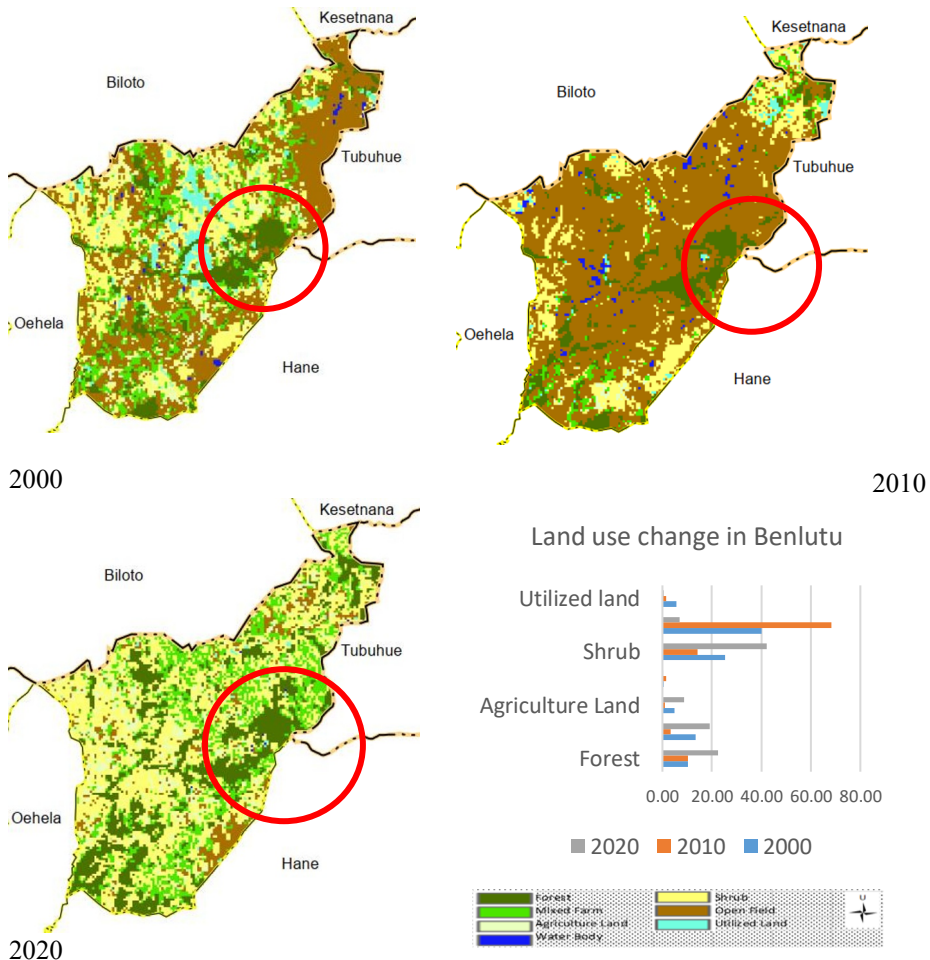 Kesetnana
Biloto
Tubuhue
Oehela
Hane
2000
Kesetnana
Biloto
Tubuhue
Oehela
Hane
2010
Kesetnana
Biloto
Tubuhue
Oehela
Hane
2020
Land use change in Benlutu
Utilized land
Shrub
Agriculture Land
Forest
0.00 20.00 40.00 60.00 80.00
2020 2010 2000
Forest Shrub
Mixed Farm Open Field
Agriculture Land Utilized Land
Water Body
U